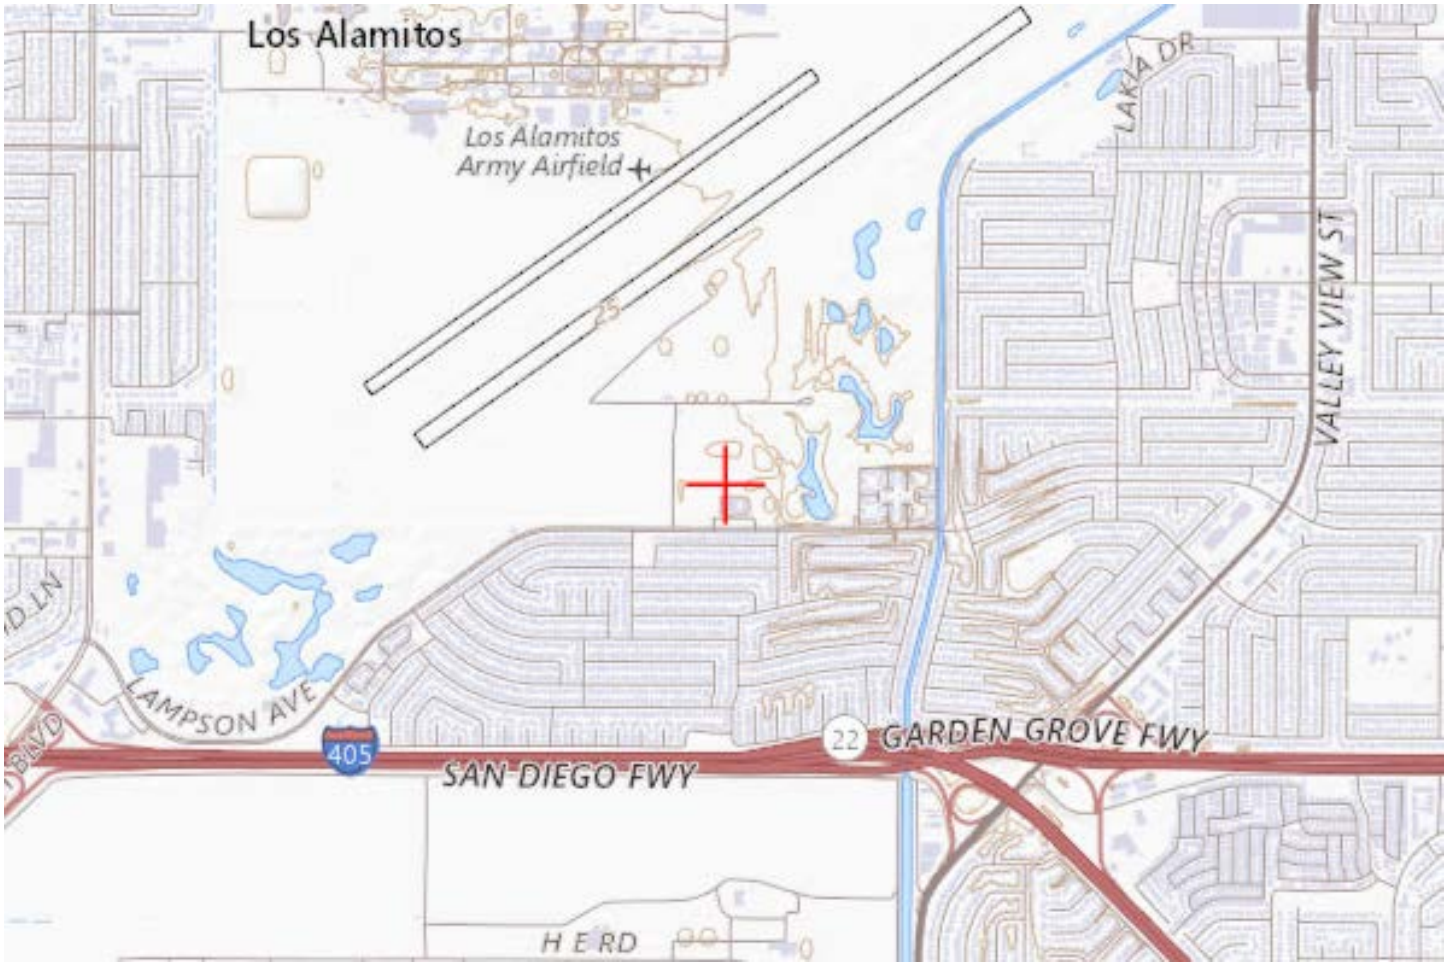 Los Alamitos
LAKIA DR
Los Alamitos
Army Airfield
VALLEY VIEW ST
25
LAMPSON AVE
BLVD
405
22
GARDEN GROVE FWY
SAN DIEGO FWY
H E RD